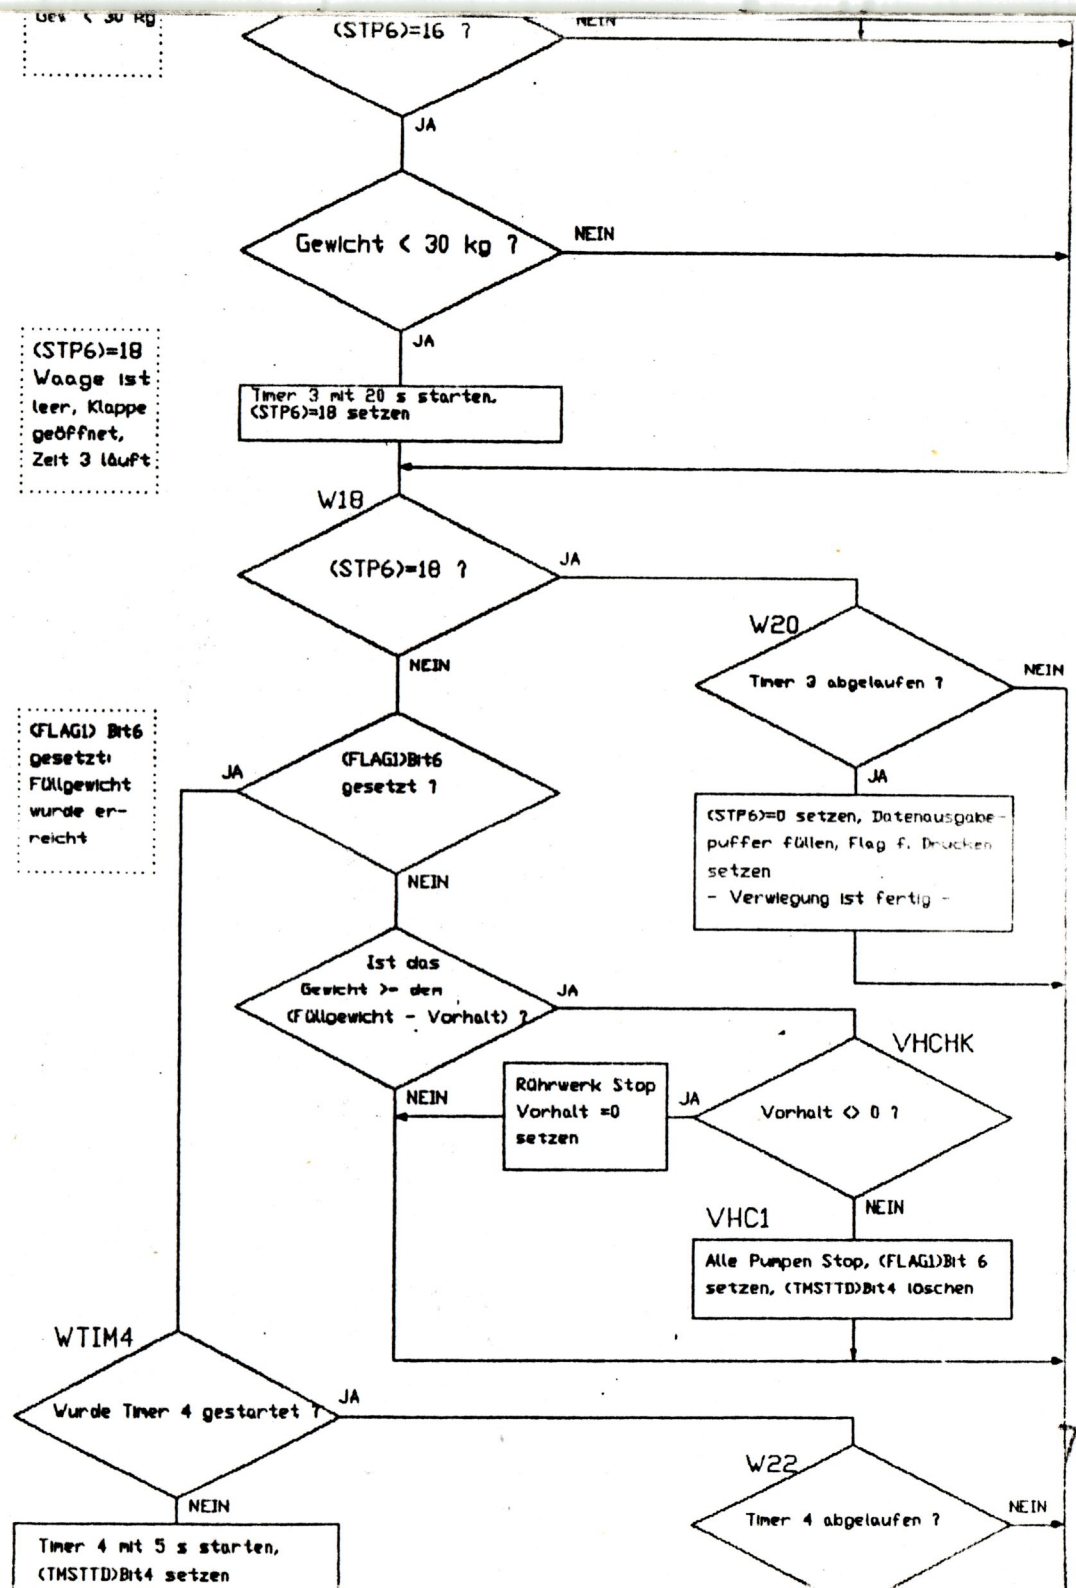 Gew < 30 kg
(STP6)=16 ?
NEIN
JA
Gewicht < 30 kg ?
NEIN
JA
(STP6)=18
Waage ist
leer, Klappe
geöffnet,
Zeit 3 läuft
Timer 3 mit 20 s starten,
(STP6)=18 setzen
W18
(STP6)=18 ?
JA
NEIN
W20
Timer 3 abgelaufen ?
NEIN
JA
(STP6)=0 setzen, Datenausgabe-
puffer füllen, Flag f. Drucken
setzen
- Verwiegung ist fertig -
(FLAG1) Bit6
gesetzt:
Füllgewicht
wurde er-
reicht
JA
(FLAG1)Bit6
gesetzt ?
NEIN
Ist das
Gewicht >= dem
(Füllgewicht - Vorhalt) ?
JA
NEIN
VHCHK
Vorhalt <> 0 ?
JA
Rührwerk Stop
Vorhalt =0
setzen
NEIN
VHC1
Alle Pumpen Stop, (FLAG1)Bit 6
setzen, (TMSTTD)Bit4 löschen
WTIM4
Wurde Timer 4 gestartet ?
JA
NEIN
Timer 4 mit 5 s starten,
(TMSTTD)Bit4 setzen
W22
Timer 4 abgelaufen ?
NEIN